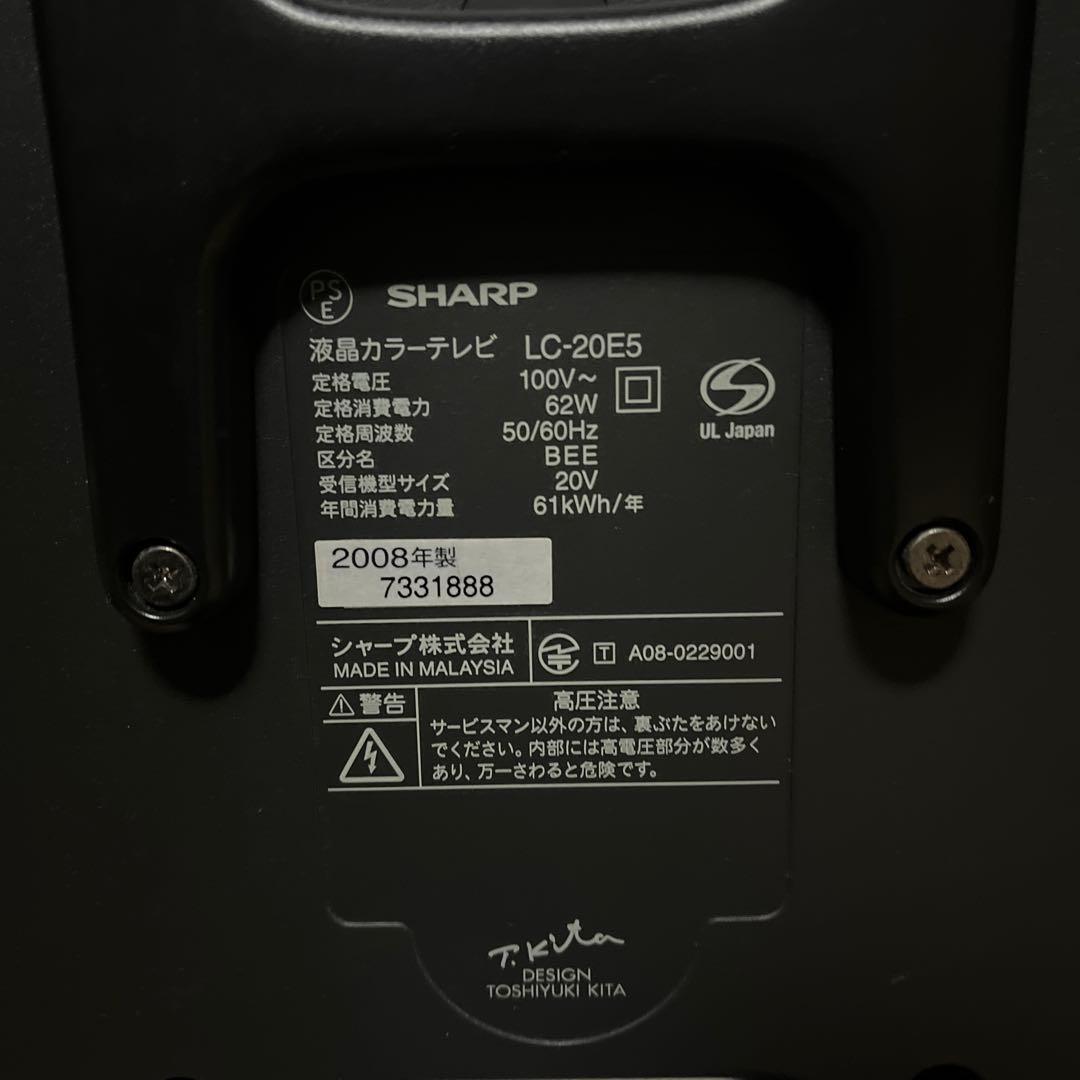 PS
E
SHARP
液晶カラーテレビ LC-20E5
定格電圧 100V～
定格消費電力 62W
定格周波数 50/60Hz
区分名 BEE
受信機型サイズ 20V
年間消費電力量 61kWh/年
UL Japan
2008年製
7331888
シャープ株式会社
MADE IN MALAYSIA
T A08-0229001
⚠警告
高圧注意
サービスマン以外の方は、裏ぶたをあけない
でください。内部には高電圧部分が数多く
あり、万一さわると危険です。
T. Kita
DESIGN
TOSHIYUKI KITA